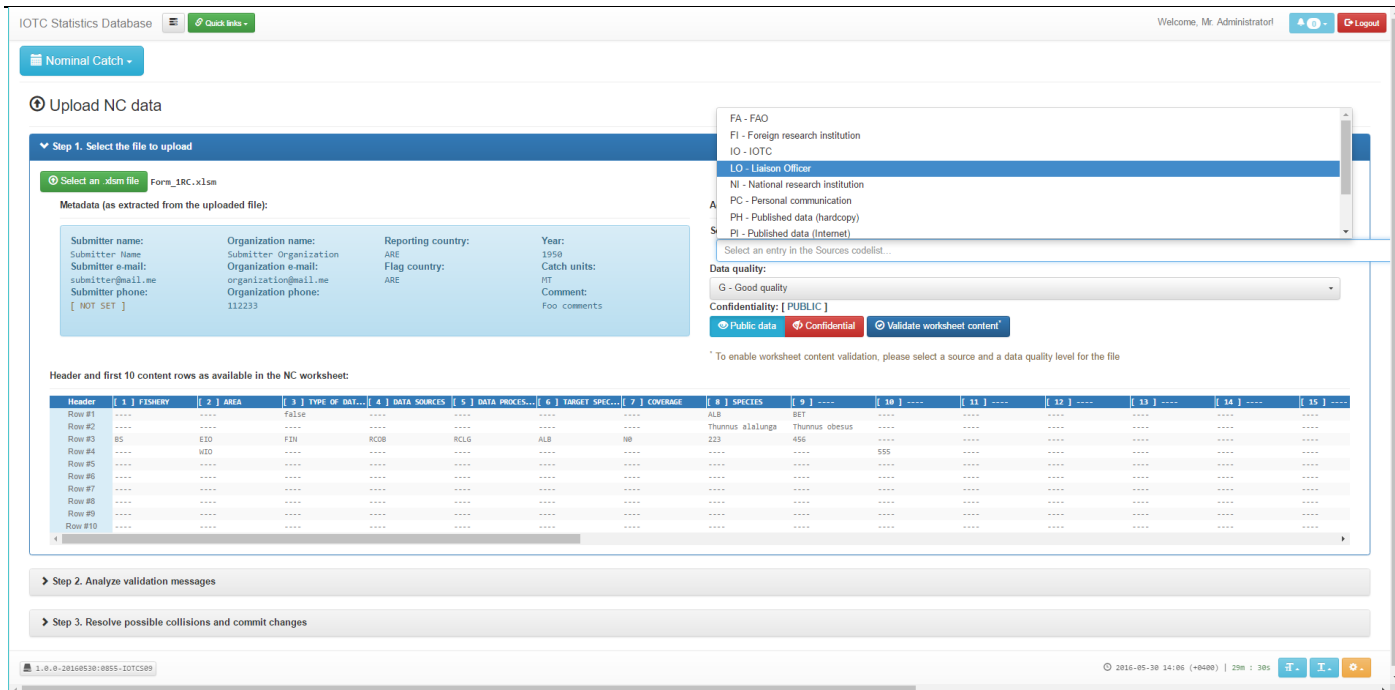 IOTC Statistics Database Quick links Welcome, Mr. Administrator! 0 Logout
Nominal Catch
Upload NC data
Step 1. Select the file to upload
Select an .xlsm file Form_1RC.xlsm
Metadata (as extracted from the uploaded file):
Submitter name: Organization name: Reporting country: Year:
Submitter Name Submitter Organization ARE 1950
Submitter e-mail: Organization e-mail: Flag country: Catch units:
submitter@mail.me organization@mail.me ARE MT
Submitter phone: Organization phone: Comment:
[ NOT SET ] 112233 Foo comments
FA - FAO
FI - Foreign research institution
IO - IOTC
LO - Liaison Officer
NI - National research institution
PC - Personal communication
PH - Published data (hardcopy)
PI - Published data (Internet)
Select an entry in the Sources codelist...
Data quality:
G - Good quality
Confidentiality: [ PUBLIC ]
Public data Confidential Validate worksheet content*
* To enable worksheet content validation, please select a source and a data quality level for the file
Header and first 10 content rows as available in the NC worksheet:
Header [ 1 ] FISHERY [ 2 ] AREA [ 3 ] TYPE OF DAT... [ 4 ] DATA SOURCES [ 5 ] DATA PROCES... [ 6 ] TARGET SPEC... [ 7 ] COVERAGE [ 8 ] SPECIES [ 9 ] ---- [ 10 ] ---- [ 11 ] ---- [ 12 ] ---- [ 13 ] ---- [ 14 ] ---- [ 15 ] ----
Row #1 ---- ---- false ---- ---- ---- ---- ALB BET ---- ---- ---- ---- ---- ----
Row #2 ---- ---- ---- ---- ---- ---- ---- Thunnus alalunga Thunnus obesus ---- ---- ---- ---- ---- ----
Row #3 BS EIO FIN RCOB RCLG ALB N0 223 456 ---- ---- ---- ---- ---- ----
Row #4 ---- WIO ---- ---- ---- ---- ---- ---- ---- 555 ---- ---- ---- ---- ----
Row #5 ---- ---- ---- ---- ---- ---- ---- ---- ---- ---- ---- ---- ---- ---- ----
Row #6 ---- ---- ---- ---- ---- ---- ---- ---- ---- ---- ---- ---- ---- ---- ----
Row #7 ---- ---- ---- ---- ---- ---- ---- ---- ---- ---- ---- ---- ---- ---- ----
Row #8 ---- ---- ---- ---- ---- ---- ---- ---- ---- ---- ---- ---- ---- ---- ----
Row #9 ---- ---- ---- ---- ---- ---- ---- ---- ---- ---- ---- ---- ---- ---- ----
Row #10 ---- ---- ---- ---- ---- ---- ---- ---- ---- ---- ---- ---- ---- ---- ----
Step 2. Analyze validation messages
Step 3. Resolve possible collisions and commit changes
1.0.0-20160530:0855-IOTCS09 2016-05-30 14:06 (+0400) | 29m : 30s